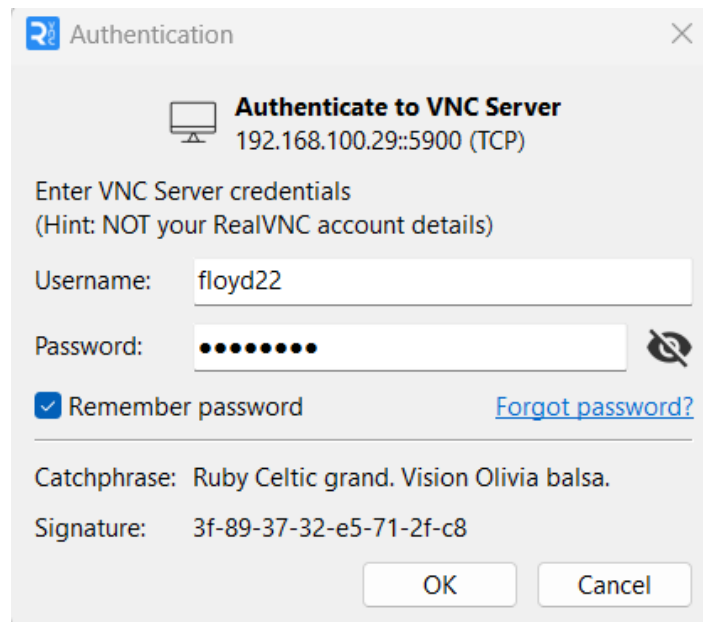 Authentication
Authenticate to VNC Server
192.168.100.29::5900 (TCP)
Enter VNC Server credentials
(Hint: NOT your RealVNC account details)
Username: floyd22
Password: ●●●●●●●●
Remember password Forgot password?
Catchphrase: Ruby Celtic grand. Vision Olivia balsa.
Signature: 3f-89-37-32-e5-71-2f-c8
OK Cancel